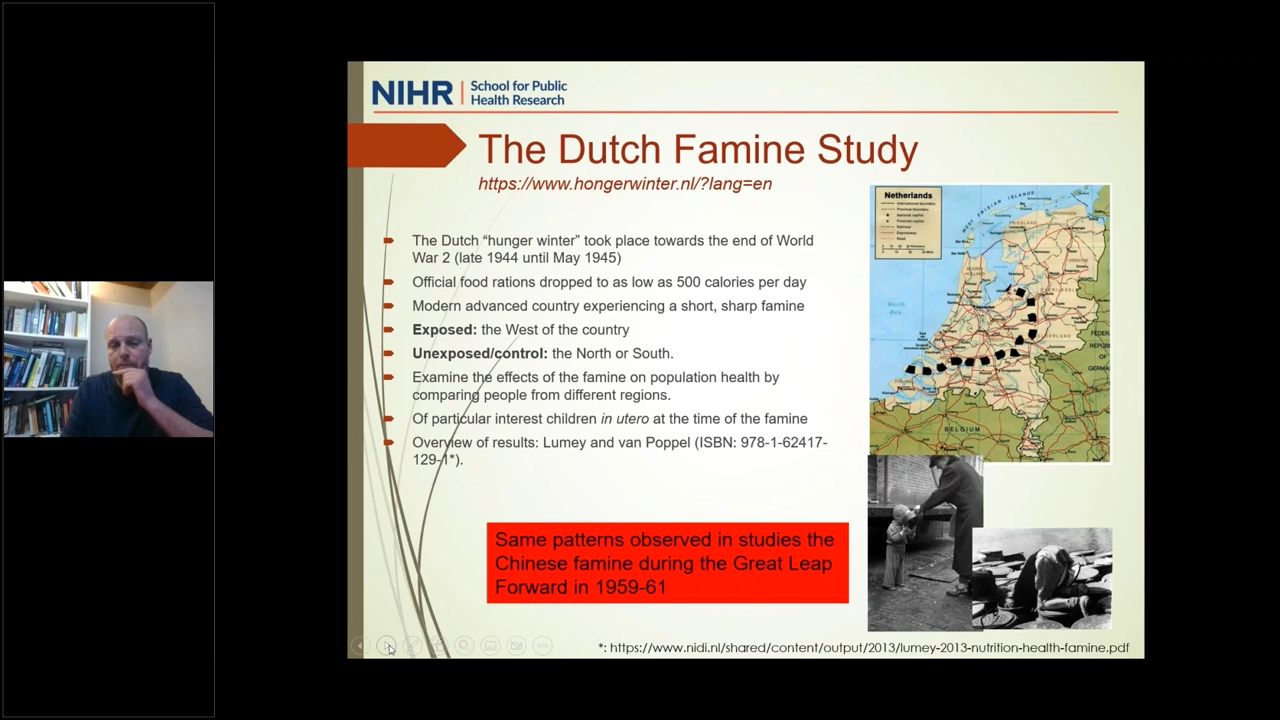 NIHR
School for Public
Health Research
The Dutch Famine Study
https://www.hongerwinter.nl/?lang=en
The Dutch “hunger winter” took place towards the end of World
War 2 (late 1944 until May 1945)
Official food rations dropped to as low as 500 calories per day
Modern advanced country experiencing a short, sharp famine
Exposed: the West of the country
Unexposed/control: the North or South.
Examine the effects of the famine on population health by
comparing people from different regions.
Of particular interest children in utero at the time of the famine
Overview of results: Lumey and van Poppel (ISBN: 978-1-62417-
129-1*).
Netherlands
WEST FRISIAN ISLANDS
North
Sea
BELGIUM
Same patterns observed in studies the
Chinese famine during the Great Leap
Forward in 1959-61
*: https://www.nidi.nl/shared/content/output/2013/lumey-2013-nutrition-health-famine.pdf